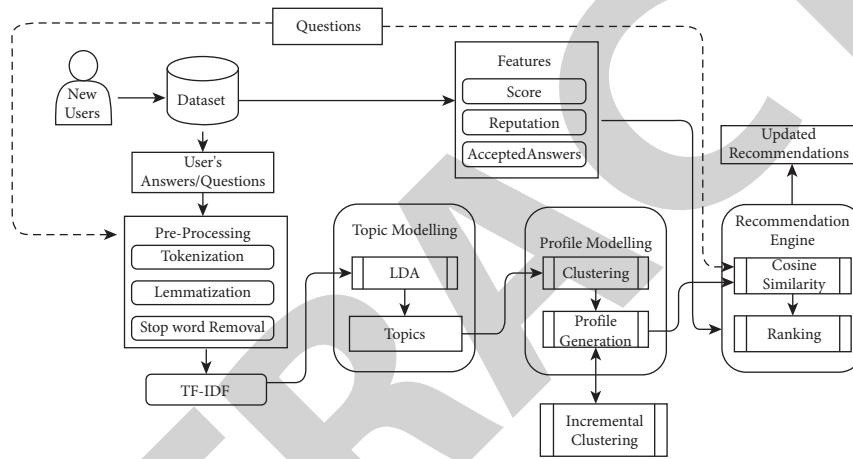 Questions
New
Users
Dataset
Features
Score
Reputation
AcceptedAnswers
User's
Answers/Questions
Updated
Recommendations
Pre-Processing
Tokenization
Lemmatization
Stop word Removal
TF-IDF
Topic Modelling
LDA
Topics
Profile Modelling
Clustering
Profile
Generation
Incremental
Clustering
Recommendation
Engine
Cosine
Similarity
Ranking
TRAC